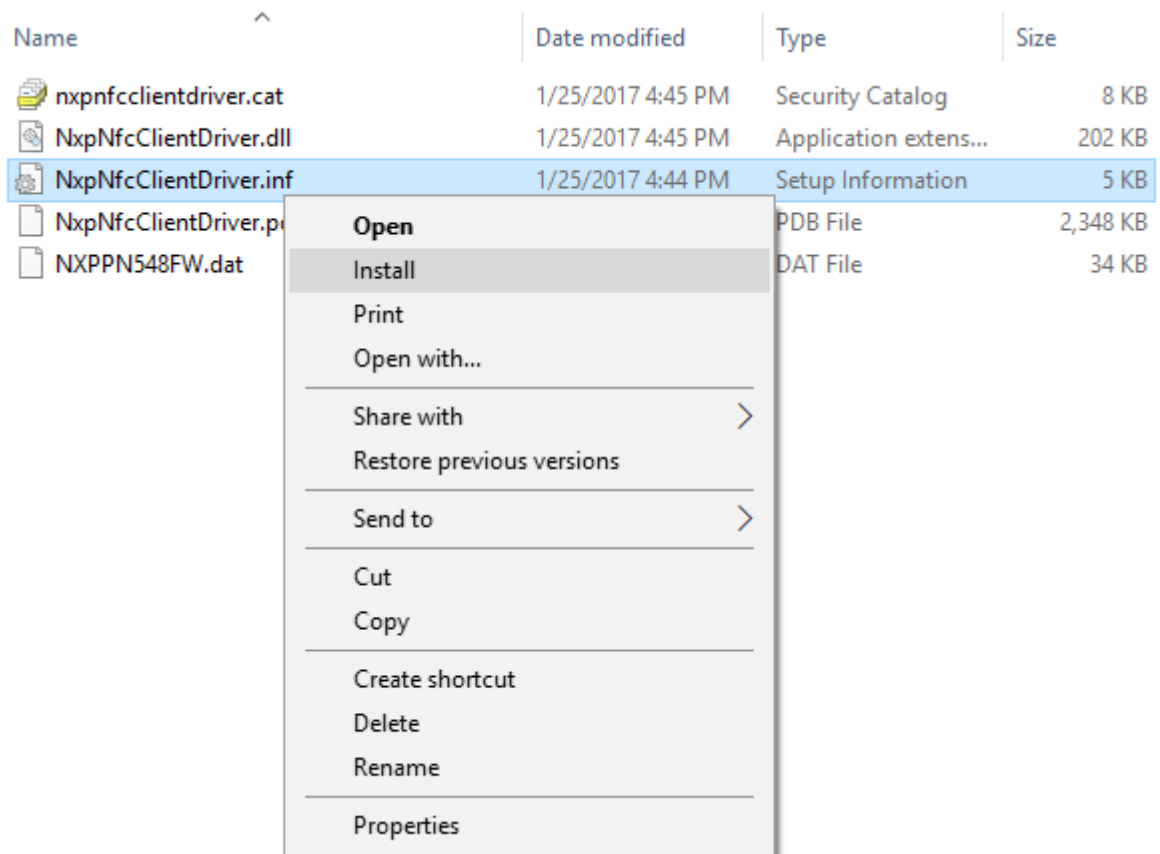 Name Date modified Type Size
nxpnfcclientdriver.cat 1/25/2017 4:45 PM Security Catalog 8 KB
NxpNfcClientDriver.dll 1/25/2017 4:45 PM Application extens... 202 KB
NxpNfcClientDriver.inf 1/25/2017 4:44 PM Setup Information 5 KB
NxpNfcClientDriver.p PDB File 2,348 KB
NXPPN548FW.dat DAT File 34 KB
Open
Install
Print
Open with...
Share with
Restore previous versions
Send to
Cut
Copy
Create shortcut
Delete
Rename
Properties